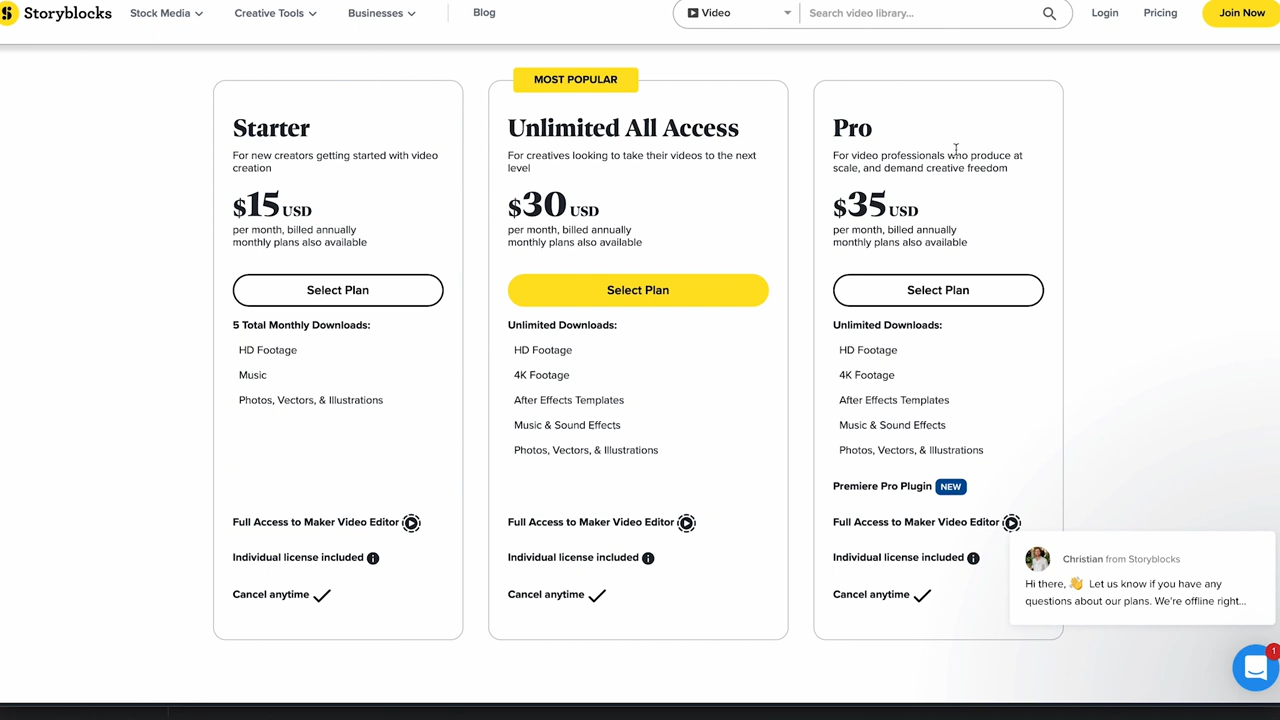 Storyblocks
Stock Media
Creative Tools
Businesses
Blog
Video
Search video library...
Login
Pricing
Join Now
MOST POPULAR
Starter
For new creators getting started with video
creation
$15 USD
per month, billed annually
monthly plans also available
Select Plan
5 Total Monthly Downloads:
HD Footage
Music
Photos, Vectors, & Illustrations
Full Access to Maker Video Editor
Individual license included
Cancel anytime
Unlimited All Access
For creatives looking to take their videos to the next
level
$30 USD
per month, billed annually
monthly plans also available
Select Plan
Unlimited Downloads:
HD Footage
4K Footage
After Effects Templates
Music & Sound Effects
Photos, Vectors, & Illustrations
Full Access to Maker Video Editor
Individual license included
Cancel anytime
Pro
For video professionals who produce at
scale, and demand creative freedom
$35 USD
per month, billed annually
monthly plans also available
Select Plan
Unlimited Downloads:
HD Footage
4K Footage
After Effects Templates
Music & Sound Effects
Photos, Vectors, & Illustrations
Premiere Pro Plugin NEW
Full Access to Maker Video Editor
Individual license included
Cancel anytime
Christian from Storyblocks
Hi there, 👋 Let us know if you have any
questions about our plans. We're offline right...
1